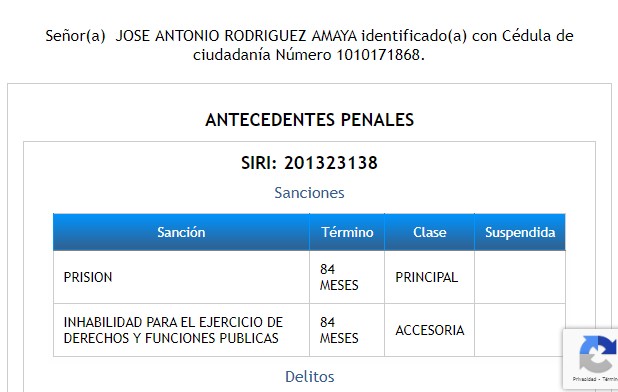 Señor(a) JOSE ANTONIO RODRIGUEZ AMAYA identificado(a) con Cédula de
ciudadanía Número 1010171868.
ANTECEDENTES PENALES
SIRI: 201323138
Sanciones
Sanción Término Clase Suspendida
PRISION 84 MESES PRINCIPAL
INHABILIDAD PARA EL EJERCICIO DE DERECHOS Y FUNCIONES PUBLICAS 84 MESES ACCESORIA
Privacidad - Términ
Delitos